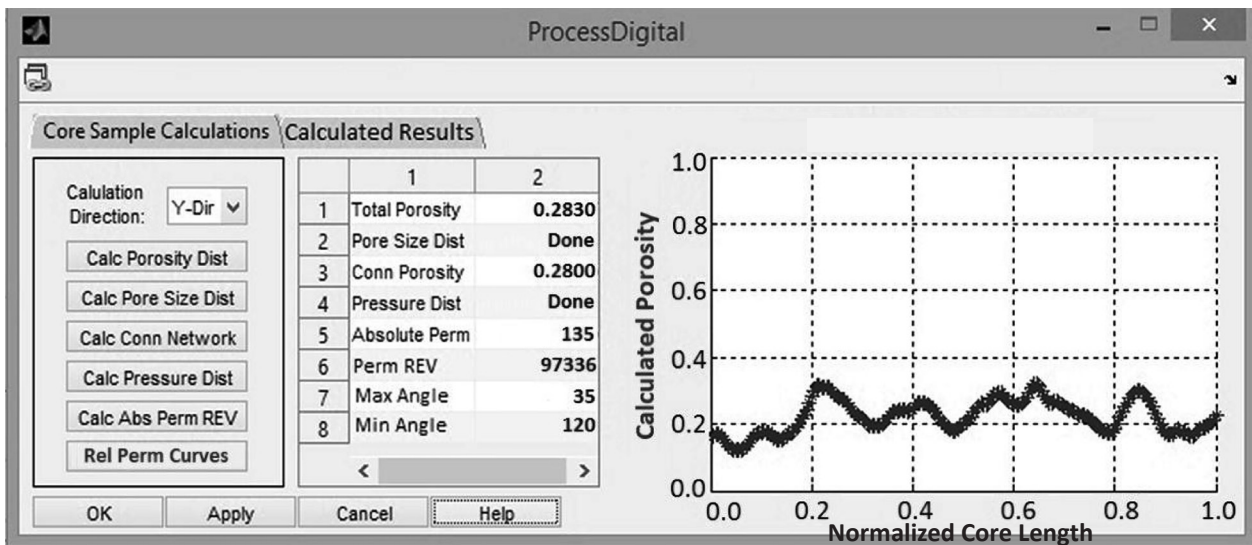 ProcessDigital
Core Sample Calculations
Calculated Results
Calulation
Direction:
Y-Dir
Calc Porosity Dist
Calc Pore Size Dist
Calc Conn Network
Calc Pressure Dist
Calc Abs Perm REV
Rel Perm Curves
1 2
1 Total Porosity 0.2830
2 Pore Size Dist Done
3 Conn Porosity 0.2800
4 Pressure Dist Done
5 Absolute Perm 135
6 Perm REV 97336
7 Max Angle 35
8 Min Angle 120
OK Apply Cancel Help
Calculated Porosity
1.0
0.8
0.6
0.4
0.2
0.0
0.0 0.2 0.4 0.6 0.8 1.0
Normalized Core Length